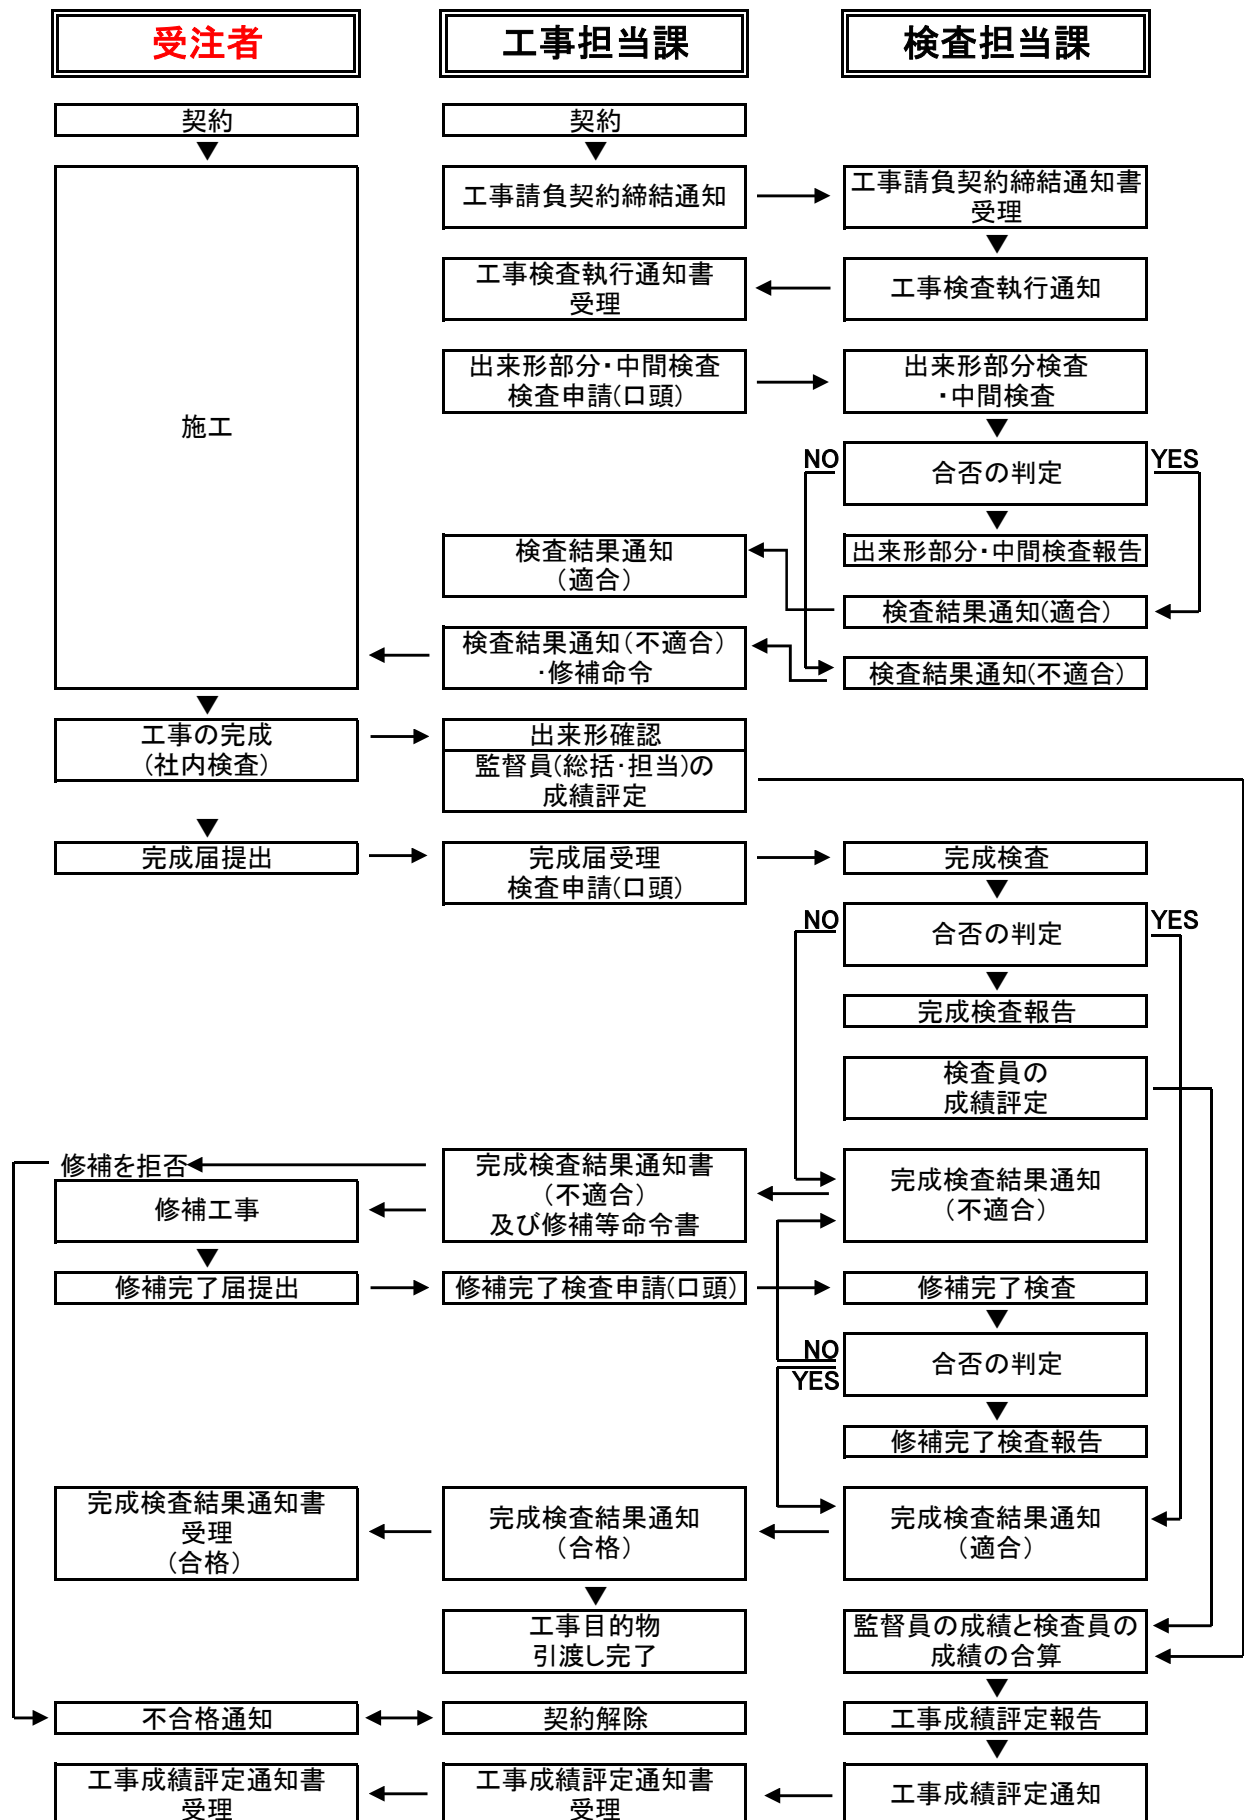 受注者
工事担当課
検査担当課
契約
契約
工事請負契約締結通知
工事請負契約締結通知書
受理
工事検査執行通知書
受理
工事検査執行通知
施工
出来形部分・中間検査
検査申請(口頭)
出来形部分検査
・中間検査
NO
合否の判定
YES
出来形部分・中間検査報告
検査結果通知
(適合)
検査結果通知(適合)
検査結果通知(不適合)
・修補命令
検査結果通知(不適合)
工事の完成
(社内検査)
出来形確認
監督員(総括・担当)の
成績評定
完成届提出
完成届受理
検査申請(口頭)
完成検査
NO
合否の判定
YES
完成検査報告
検査員の
成績評定
修補を拒否
完成検査結果通知書
(不適合)
及び修補等命令書
完成検査結果通知
(不適合)
修補工事
修補完了届提出
修補完了検査申請(口頭)
修補完了検査
NO
YES
合否の判定
修補完了検査報告
完成検査結果通知書
受理
(合格)
完成検査結果通知
(合格)
完成検査結果通知
(適合)
工事目的物
引渡し完了
監督員の成績と検査員の
成績の合算
不合格通知
契約解除
工事成績評定報告
工事成績評定通知書
受理
工事成績評定通知書
受理
工事成績評定通知